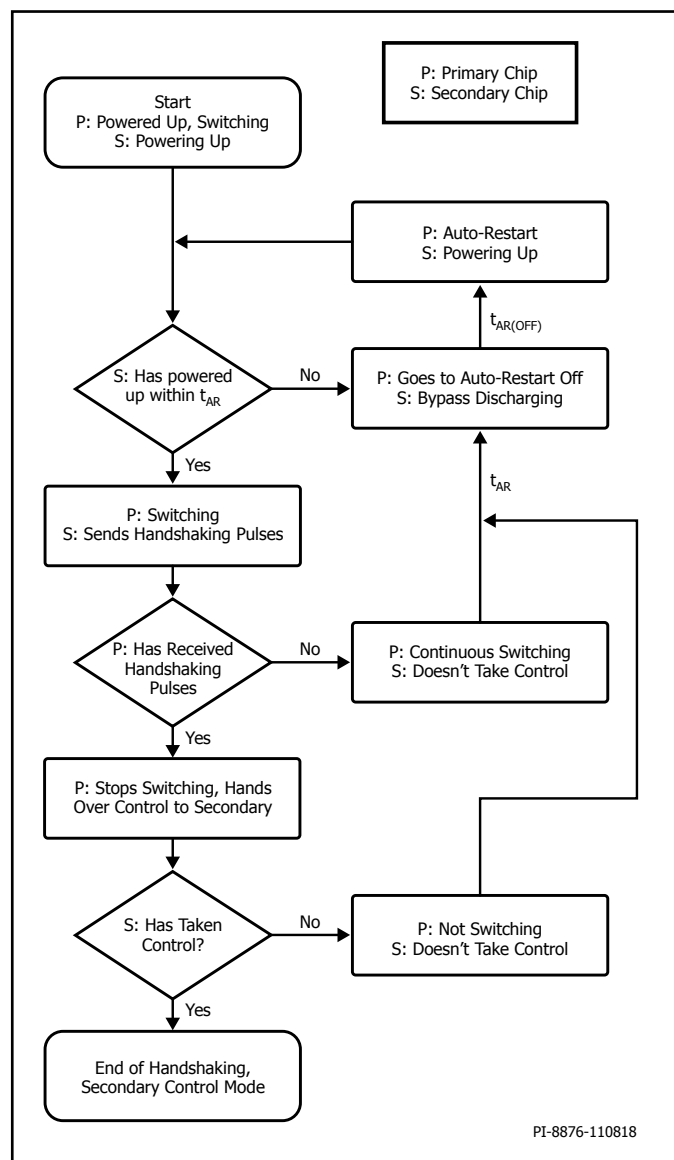 P: Primary Chip
S: Secondary Chip
Start
P: Powered Up, Switching
S: Powering Up
P: Auto-Restart
S: Powering Up
tAR(OFF)
S: Has powered
up within tAR
No
P: Goes to Auto-Restart Off
S: Bypass Discharging
Yes
tAR
P: Switching
S: Sends Handshaking Pulses
P: Has Received
Handshaking
Pulses
No
P: Continuous Switching
S: Doesn't Take Control
Yes
P: Stops Switching, Hands
Over Control to Secondary
S: Has Taken
Control?
No
P: Not Switching
S: Doesn't Take Control
Yes
End of Handshaking,
Secondary Control Mode
PI-8876-110818